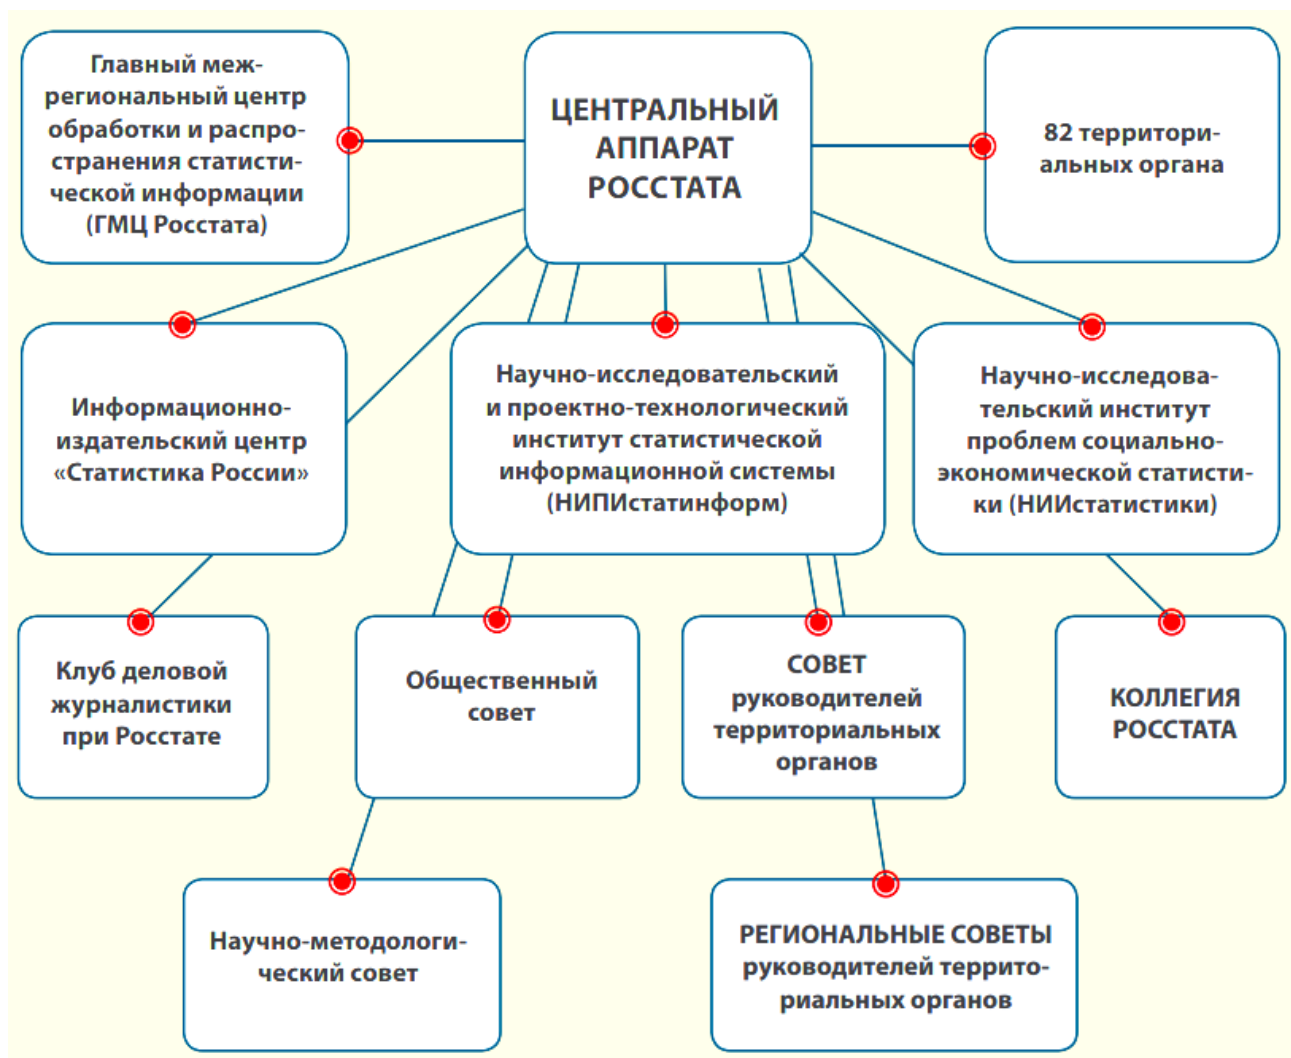 Главный меж-
региональный центр
обработки и распро-
странения статисти-
ческой информации
(ГМЦ Росстата)
ЦЕНТРАЛЬНЫЙ
АППАРАТ
РОССТАТА
82 территори-
альных органа
Информационно-
издательский центр
«Статистика России»
Научно-исследовательский
и проектно-технологический
институт статистической
информационной системы
(НИПИстатинформ)
Научно-исследова-
тельский институт
проблем социально-
экономической статисти-
ки (НИИстатистики)
Клуб деловой
журналистики
при Росстате
Общественный
совет
СОВЕТ
руководителей
территориальных
органов
КОЛЛЕГИЯ
РОССТАТА
Научно-методологи-
ческий совет
РЕГИОНАЛЬНЫЕ СОВЕТЫ
руководителей террито-
риальных органов